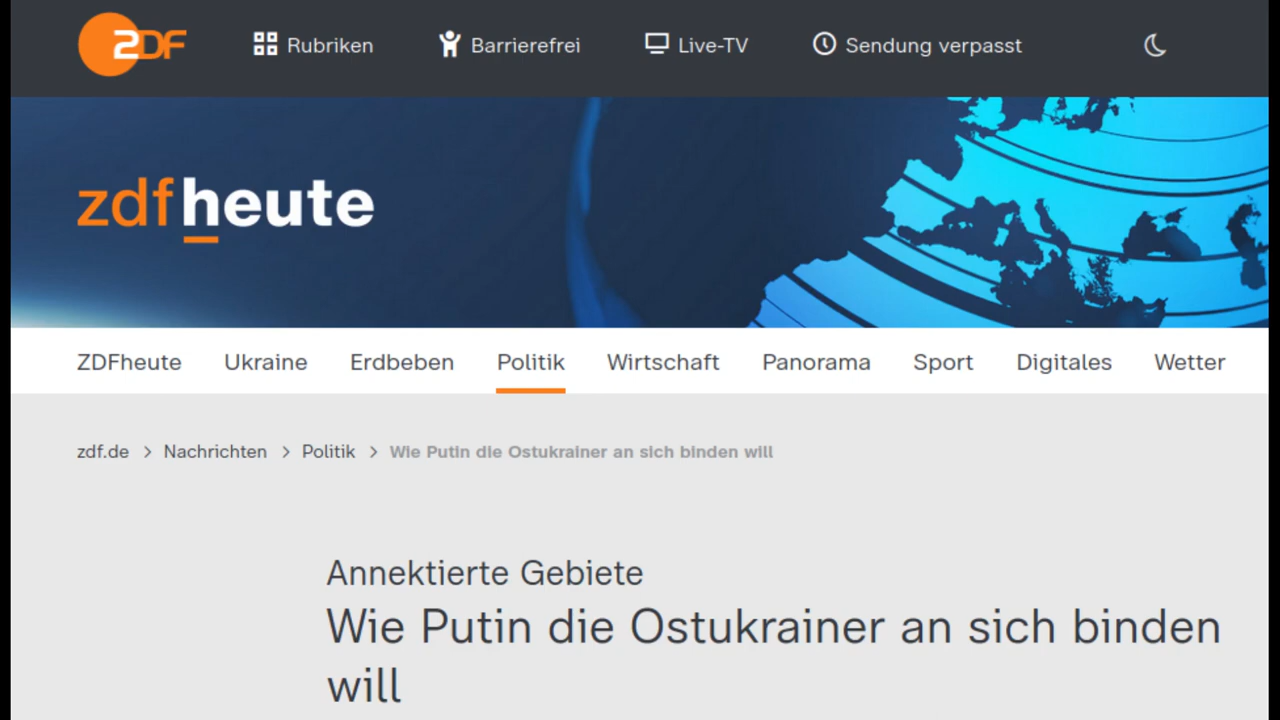 ZDF Rubriken Barrierefrei Live-TV Sendung verpasst
zdfheute
ZDFheute Ukraine Erdbeben Politik Wirtschaft Panorama Sport Digitales Wetter
zdf.de > Nachrichten > Politik > Wie Putin die Ostukrainer an sich binden will
Annektierte Gebiete
Wie Putin die Ostukrainer an sich binden
will